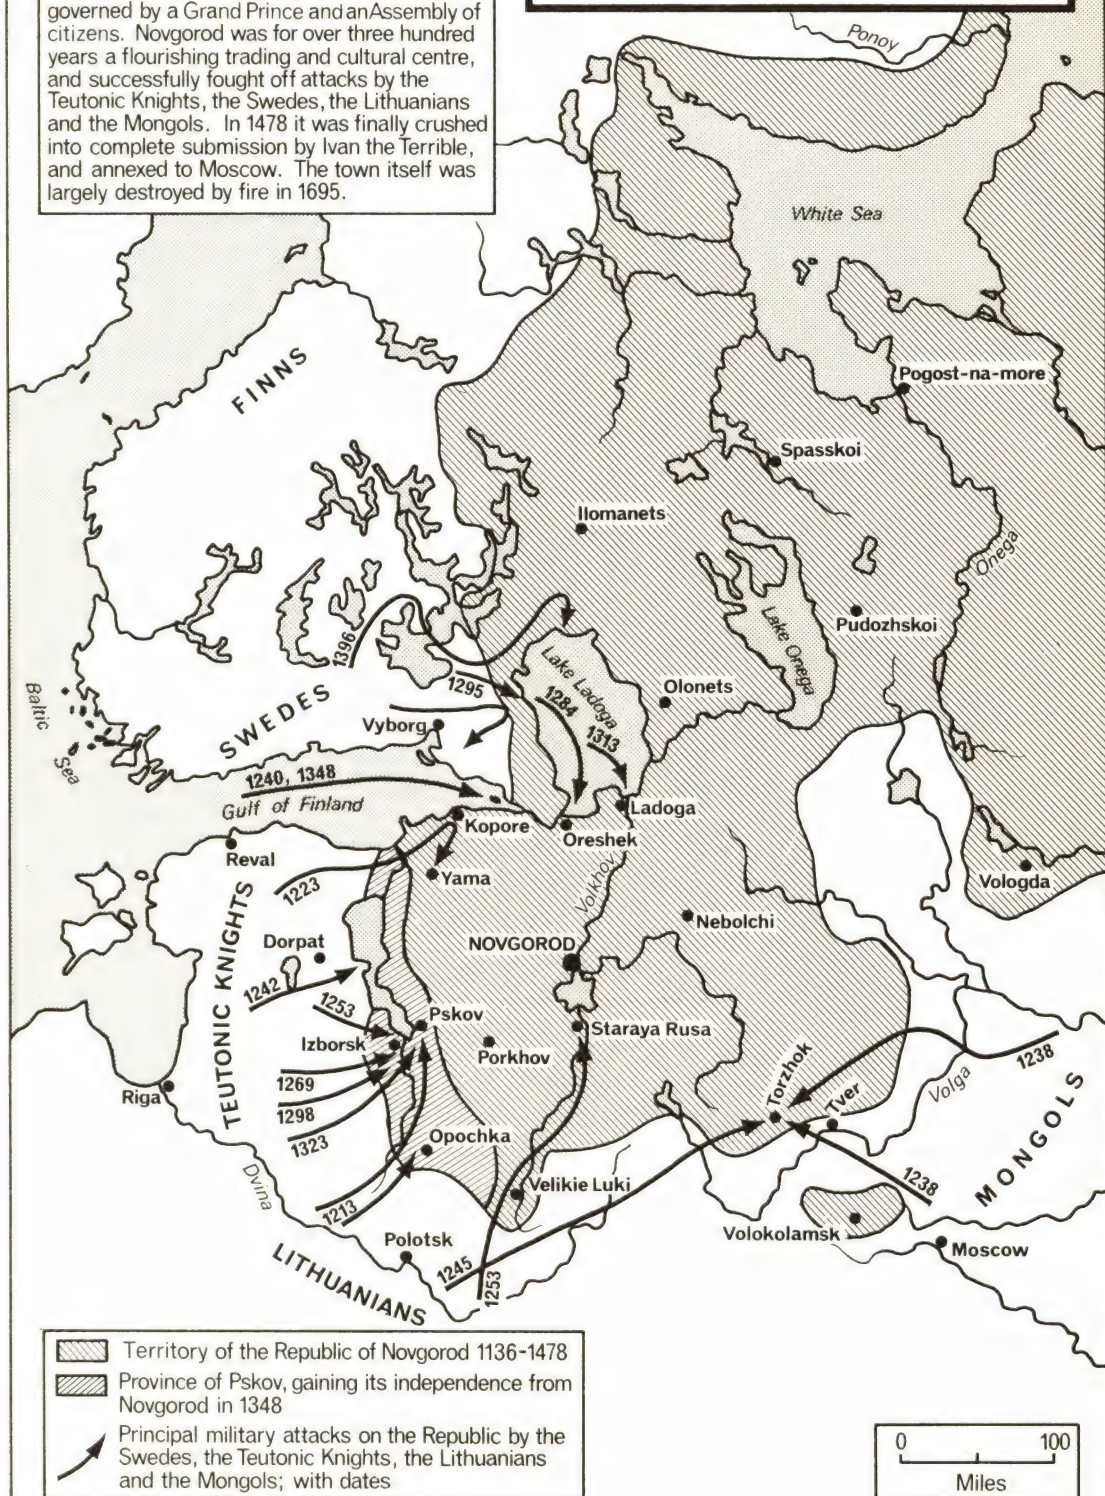 governed by a Grand Prince and an Assembly of
citizens. Novgorod was for over three hundred
years a flourishing trading and cultural centre,
and successfully fought off attacks by the
Teutonic Knights, the Swedes, the Lithuanians
and the Mongols. In 1478 it was finally crushed
into complete submission by Ivan the Terrible,
and annexed to Moscow. The town itself was
largely destroyed by fire in 1695.
Ponoy
White Sea
FINNS
Pogost-na-more
Spasskoi
Ilomanets
Onega
Lake Onega
Pudozhskoi
1396
Lake Ladoga
1295
1284
1313
Olonets
Baltic
Sea
SWEDES
Vyborg
1240, 1348
Gulf of Finland
Ladoga
Kopore
Oreshek
Reval
Yama
1223
Volkhov
Vologda
Nebolchi
TEUTONIC KNIGHTS
Dorpat
NOVGOROD
1242
1253
Pskov
Staraya Rusa
Izborsk
Porkhov
1238
Riga
1269
1298
1323
Torzhok
Tver
Volga
MONGOLS
Opochka
Dvina
Velikie Luki
1238
1213
Volokolamsk
Polotsk
Moscow
LITHUANIANS
1245
1253
Territory of the Republic of Novgorod 1136-1478
Province of Pskov, gaining its independence from
Novgorod in 1348
Principal military attacks on the Republic by the
Swedes, the Teutonic Knights, the Lithuanians
and the Mongols; with dates
0 100
Miles